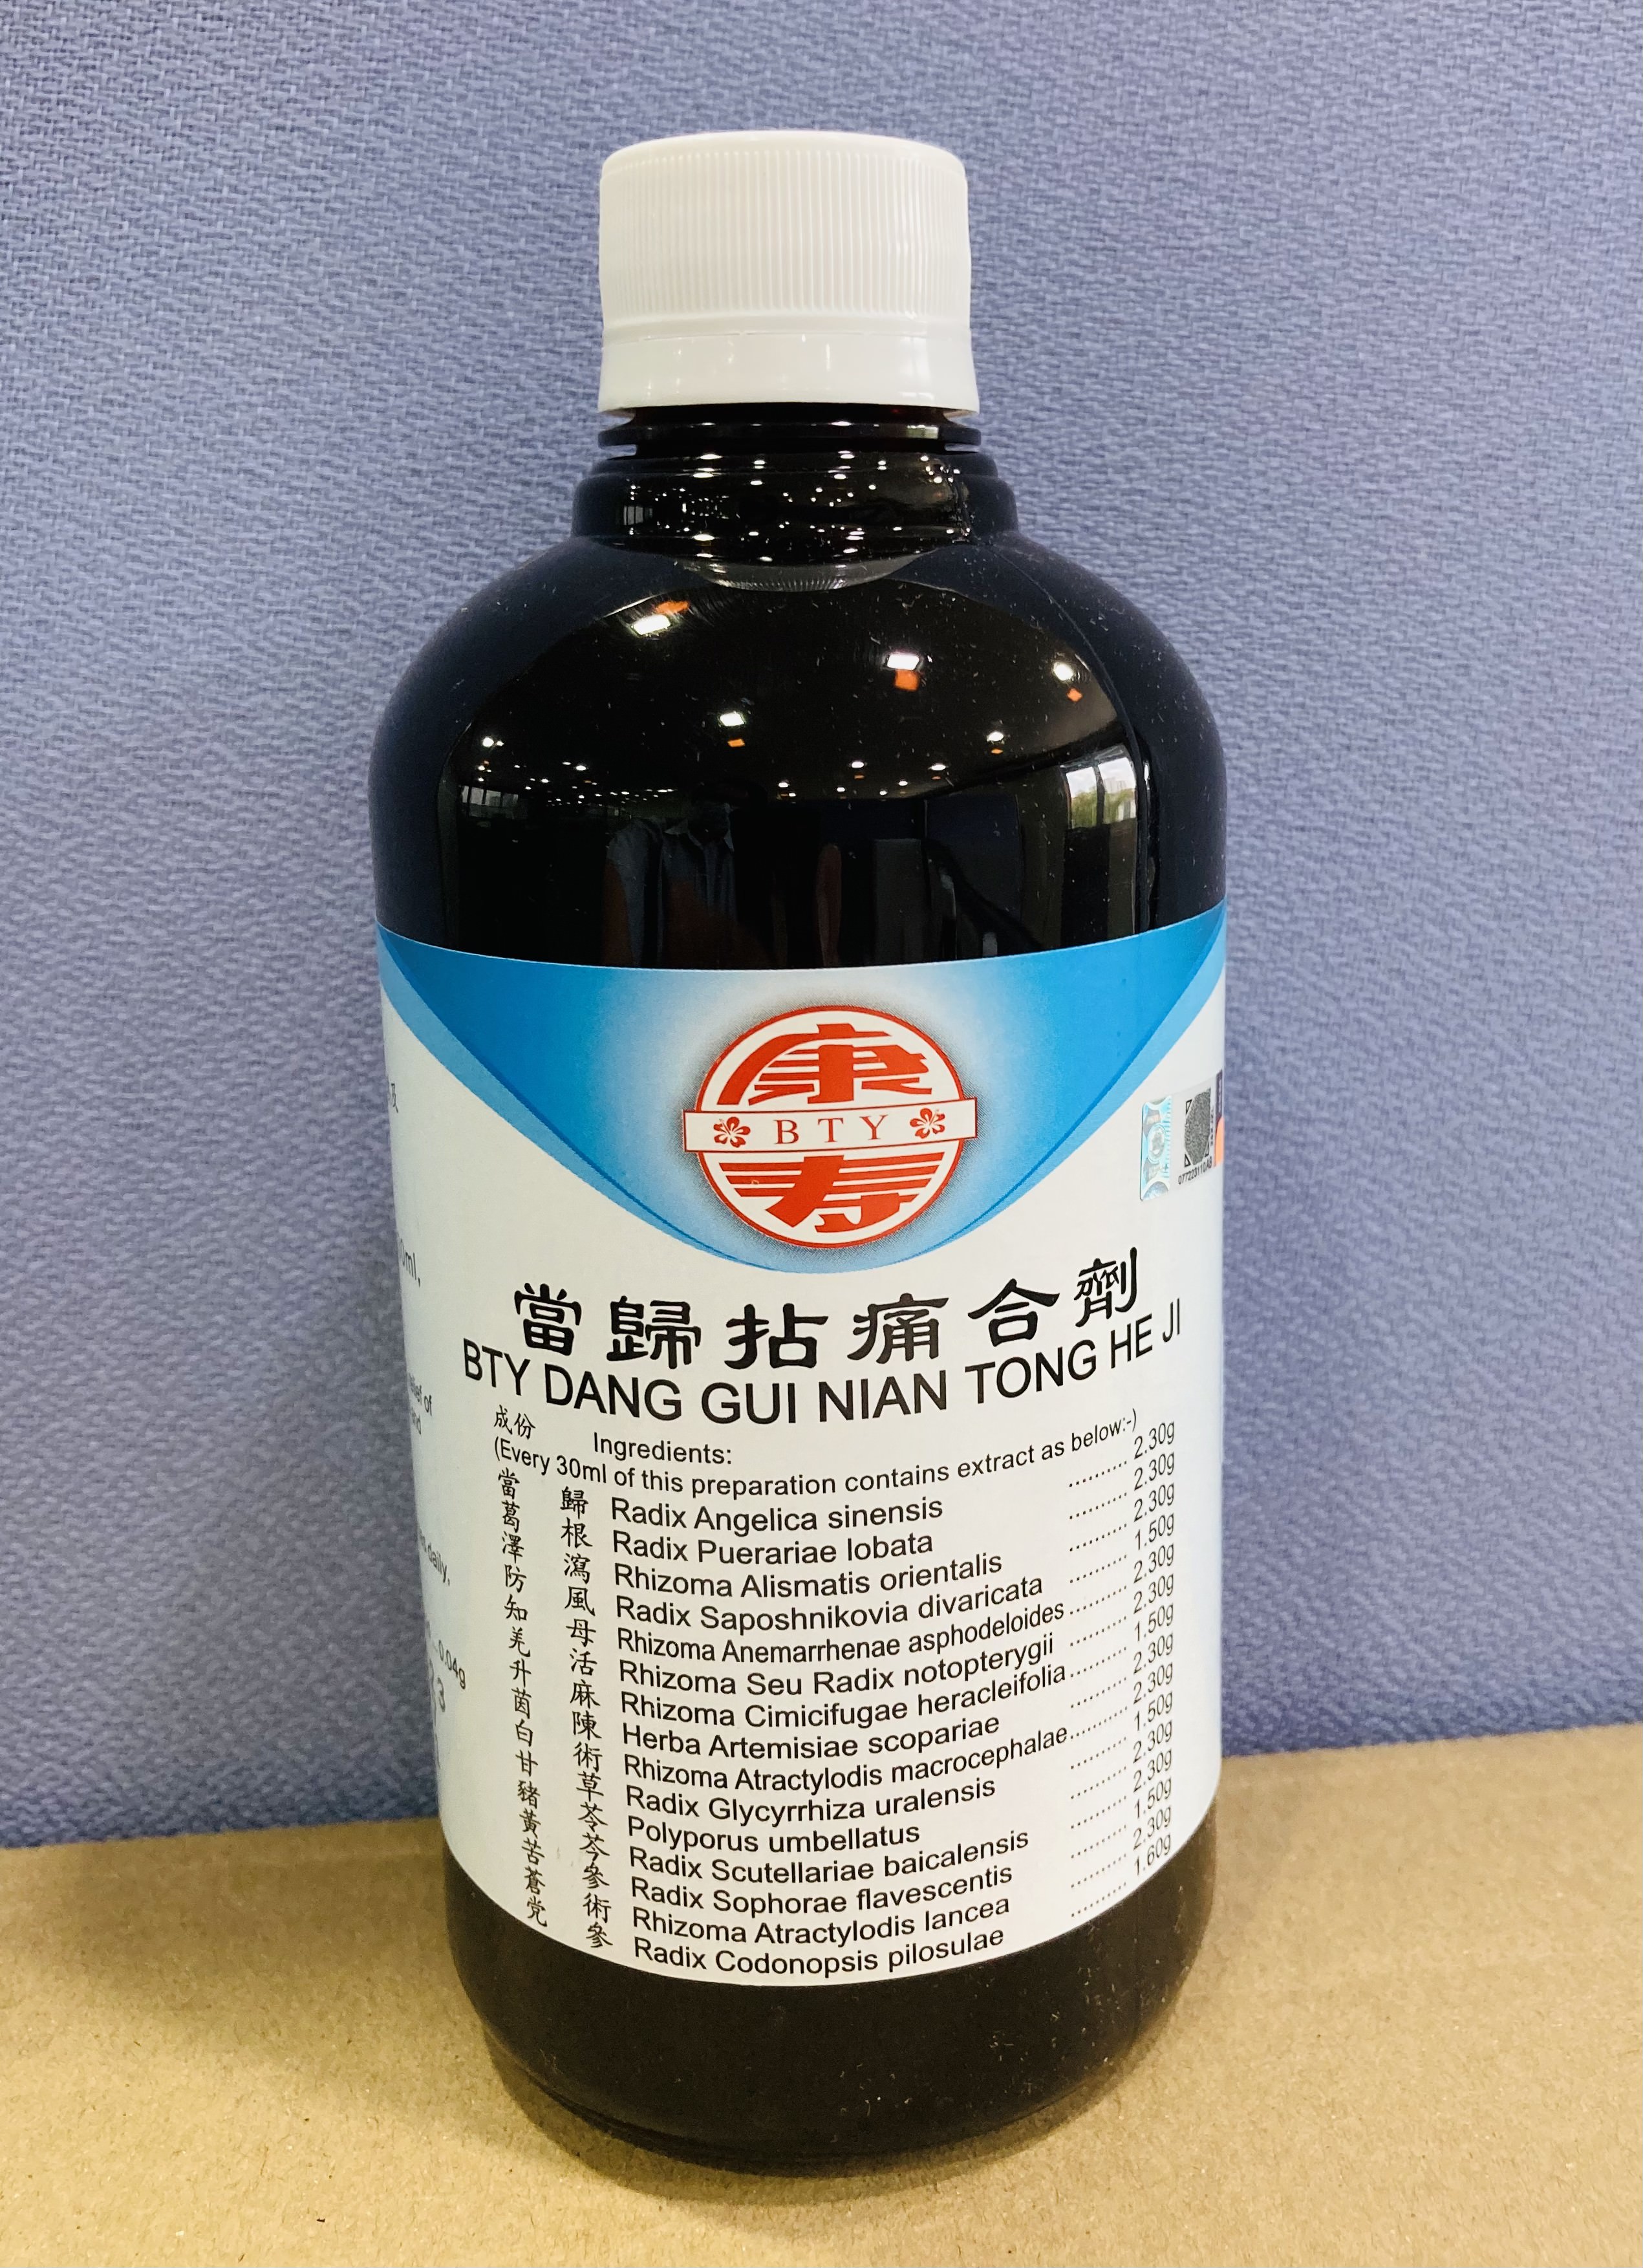 康
BTY
寿
077223110AB
當歸拈痛合劑
BTY DANG GUI NIAN TONG HE JI
成份 Ingredients:
(Every 30ml of this preparation contains extract as below:-)
當歸 Radix Angelica sinensis .......... 2.30g
葛根 Radix Puerariae lobata .......... 2.30g
澤瀉 Rhizoma Alismatis orientalis .......... 2.30g
防風 Radix Saposhnikovia divaricata .......... 1.50g
知母 Rhizoma Anemarrhenae asphodeloides .......... 2.30g
羌活 Rhizoma Seu Radix notopterygii .......... 2.30g
升麻 Rhizoma Cimicifugae heracleifolia .......... 1.50g
茵陳 Herba Artemisiae scopariae .......... 2.30g
白術 Rhizoma Atractylodis macrocephalae .......... 2.30g
甘草 Radix Glycyrrhiza uralensis .......... 1.50g
豬苓 Polyporus umbellatus .......... 2.30g
黃芩 Radix Scutellariae baicalensis .......... 2.30g
苦參 Radix Sophorae flavescentis .......... 1.50g
蒼術 Rhizoma Atractylodis lancea .......... 2.30g
党參 Radix Codonopsis pilosulae .......... 1.60g
0ml,
of
daily,
0.04g
3